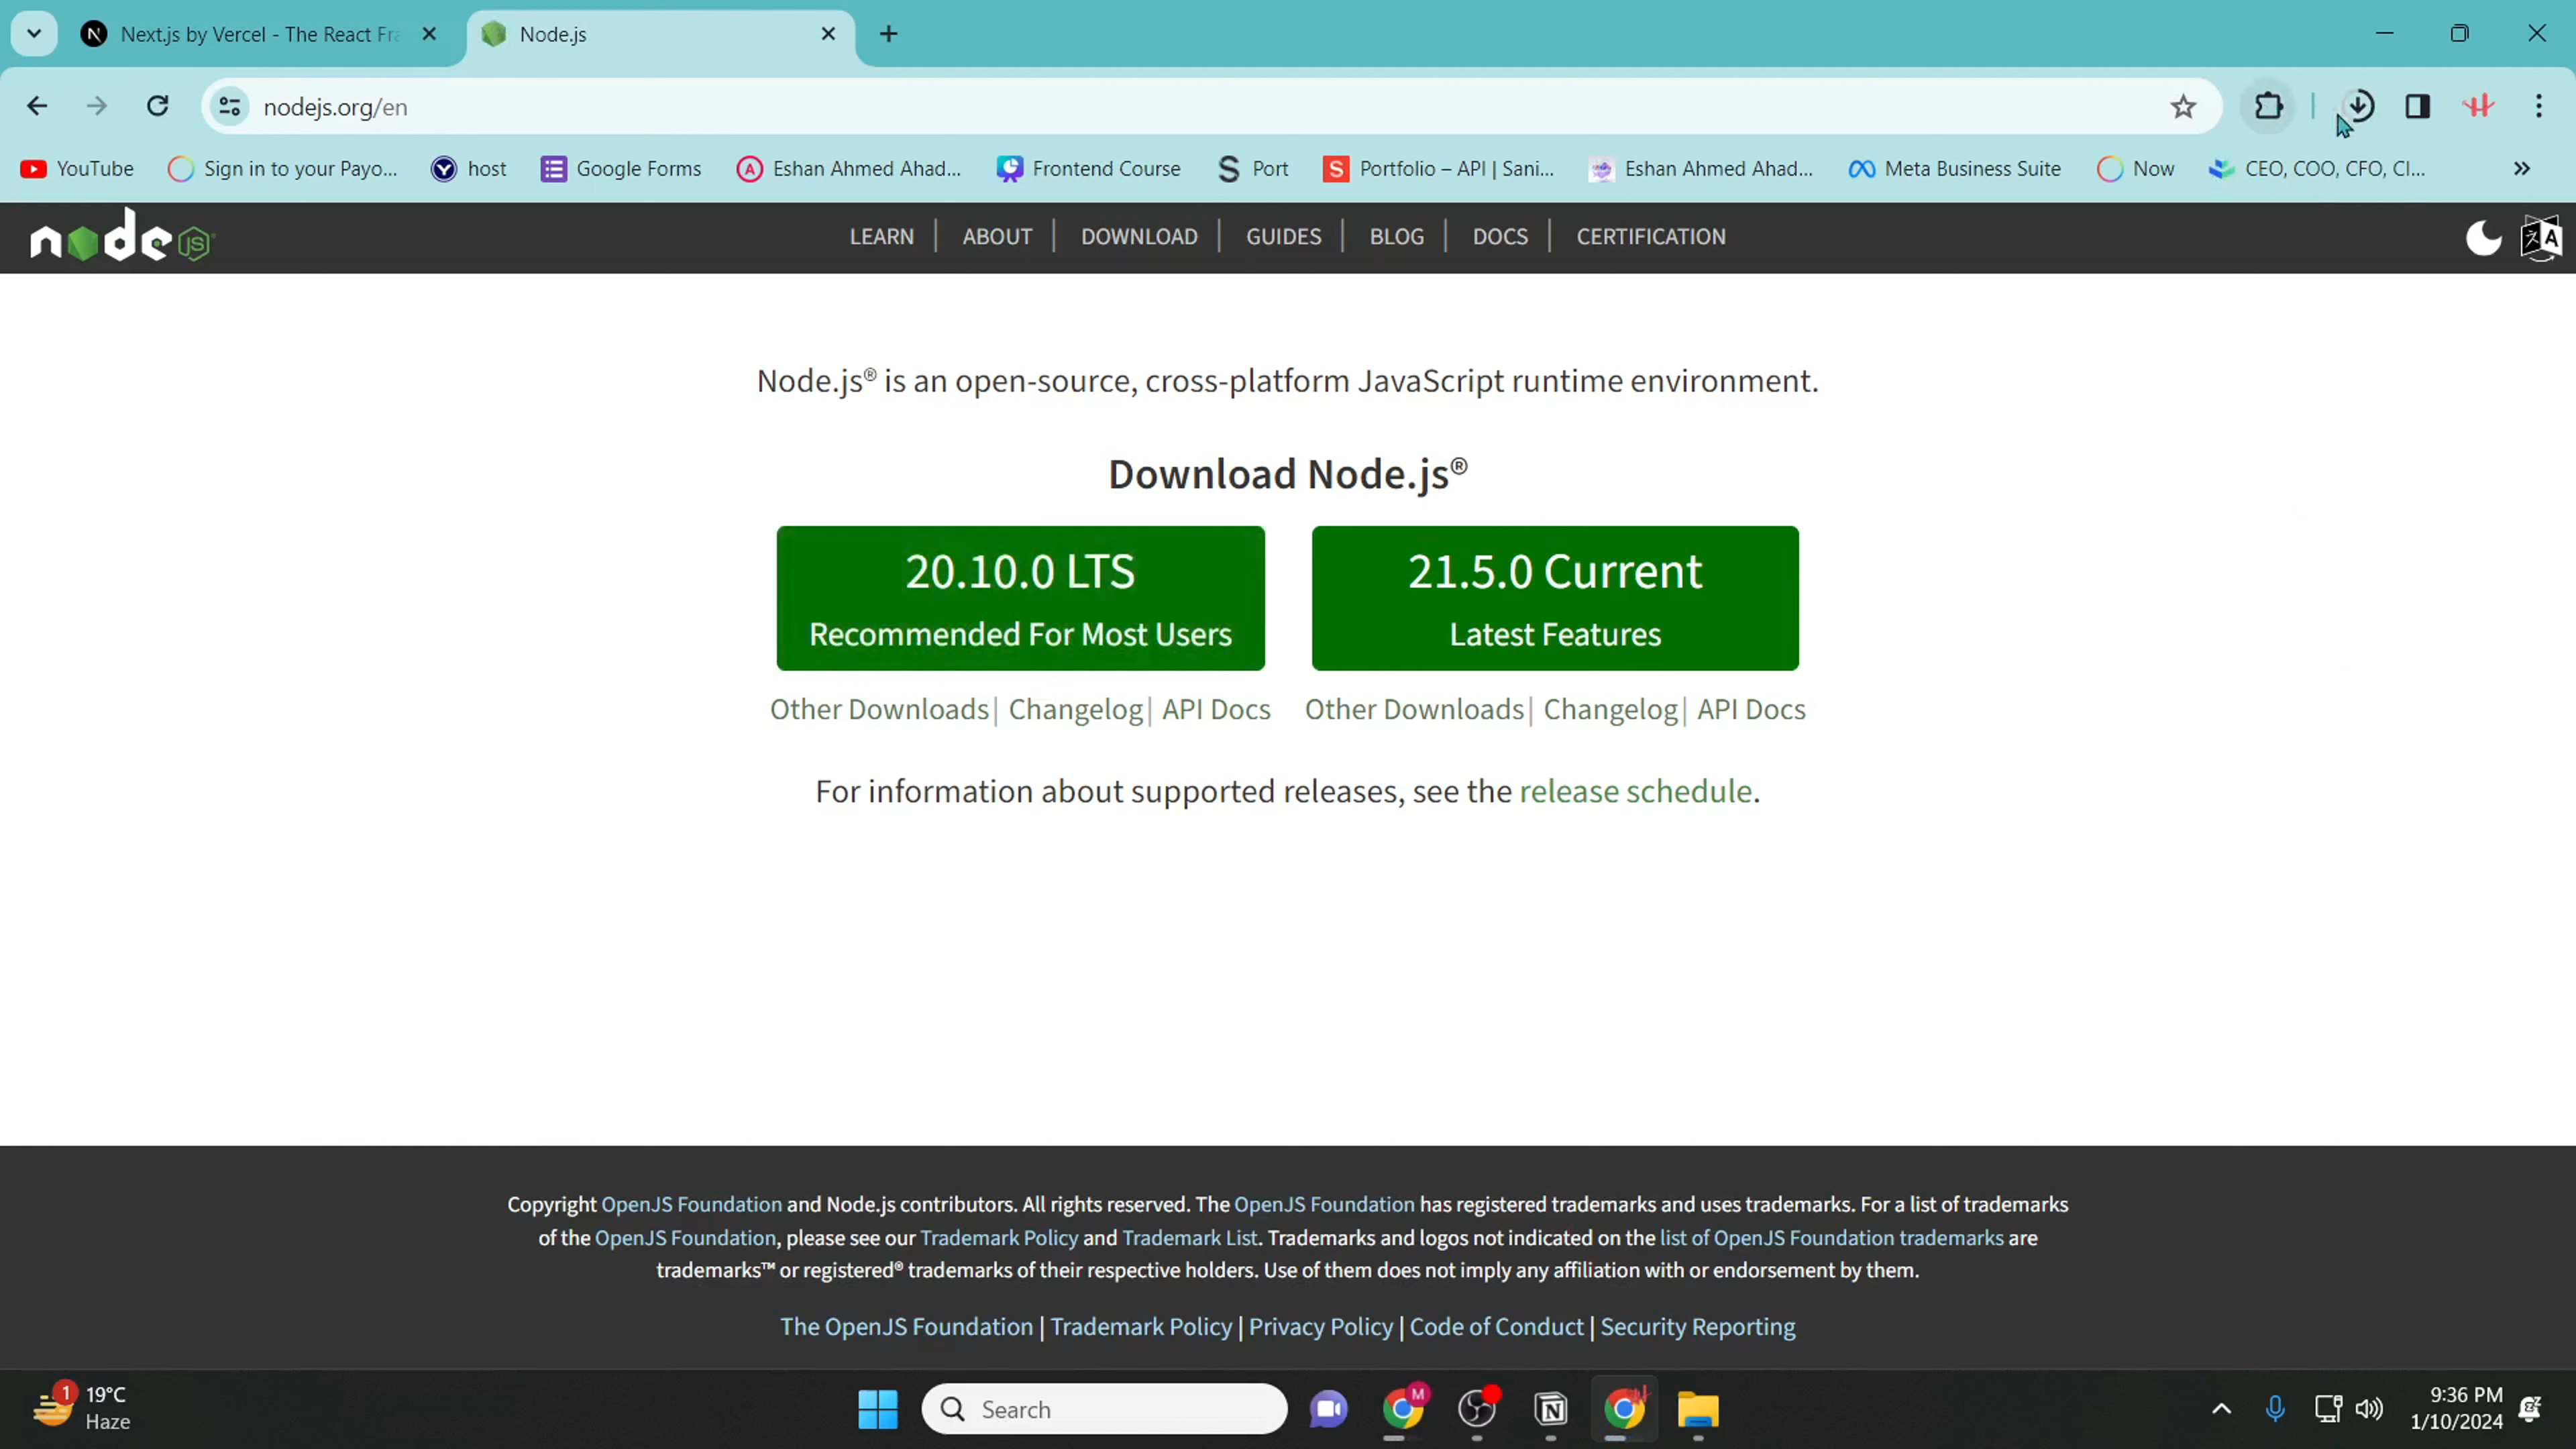 Next.js by Vercel - The React Fra
Node.js
nodejs.org/en
YouTube
Sign in to your Payo...
host
Google Forms
Eshan Ahmed Ahad...
Frontend Course
Port
Portfolio – API | Sani...
Eshan Ahmed Ahad...
Meta Business Suite
Now
CEO, COO, CFO, CI...
node JS
LEARN | ABOUT | DOWNLOAD | GUIDES | BLOG | DOCS | CERTIFICATION
Node.js® is an open-source, cross-platform JavaScript runtime environment.
Download Node.js®
20.10.0 LTS
Recommended For Most Users
21.5.0 Current
Latest Features
Other Downloads | Changelog | API Docs
Other Downloads | Changelog | API Docs
For information about supported releases, see the release schedule.
Copyright OpenJS Foundation and Node.js contributors. All rights reserved. The OpenJS Foundation has registered trademarks and uses trademarks. For a list of trademarks
of the OpenJS Foundation, please see our Trademark Policy and Trademark List. Trademarks and logos not indicated on the list of OpenJS Foundation trademarks are
trademarks™ or registered® trademarks of their respective holders. Use of them does not imply any affiliation with or endorsement by them.
The OpenJS Foundation | Trademark Policy | Privacy Policy | Code of Conduct | Security Reporting
1
19°C
Haze
Search
M
9:36 PM
1/10/2024